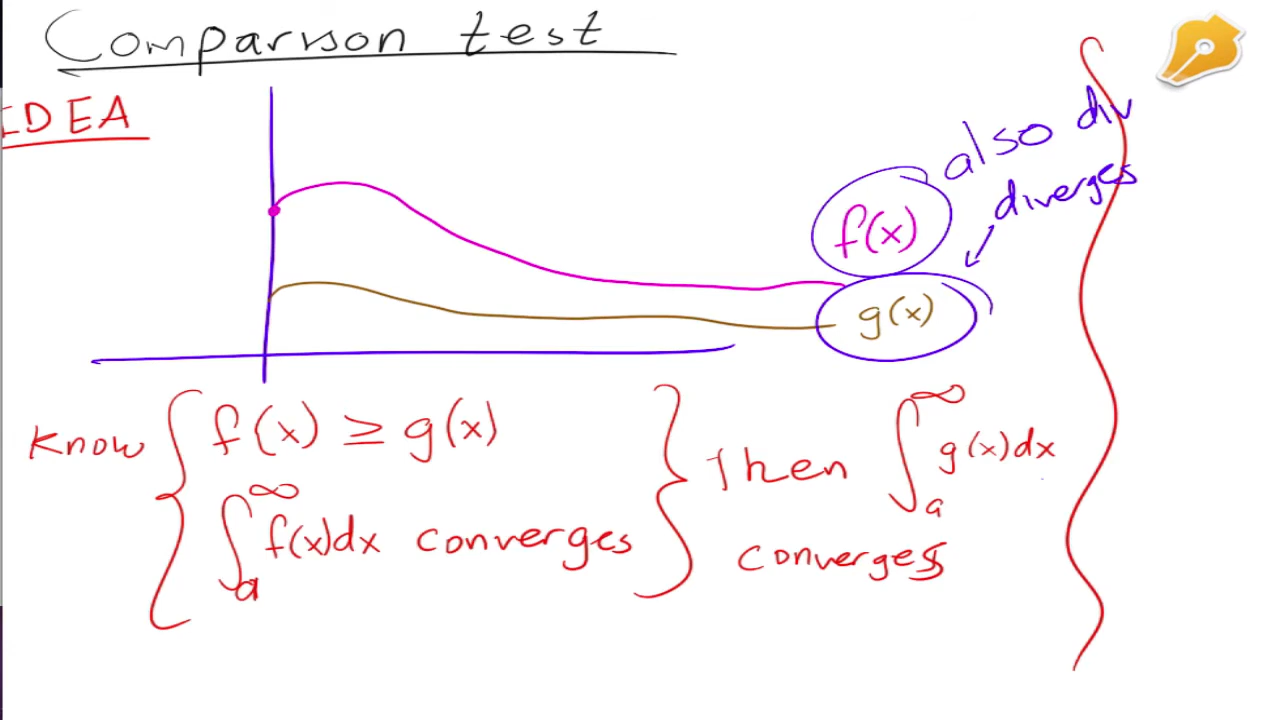 Comparison test
IDEA
also div
diverges
f(x)
g(x)
Know { f(x) ≥ g(x)
∫_a^∞ f(x)dx converges } Then ∫_a^∞ g(x)dx
converges